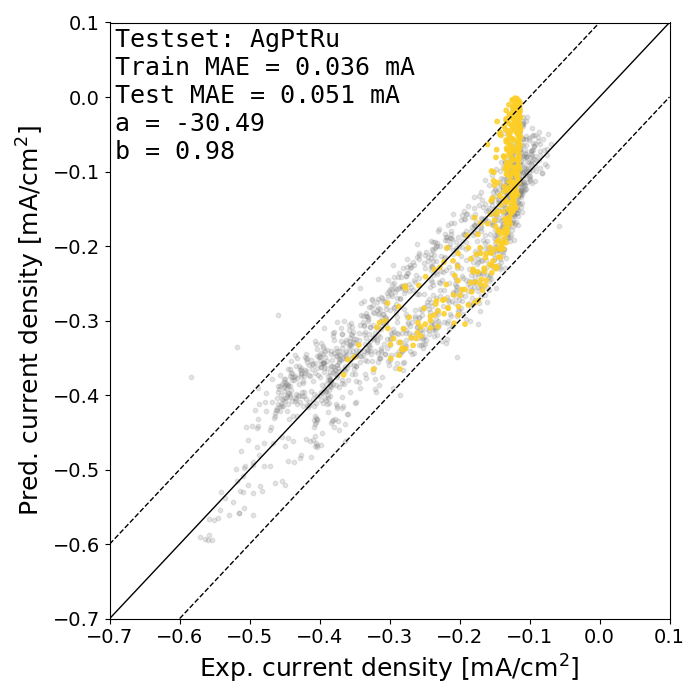 Testset: AgPtRu
Train MAE = 0.036 mA
Test MAE = 0.051 mA
a = -30.49
b = 0.98
0.1
0.0
−0.1
−0.2
−0.3
−0.4
−0.5
−0.6
−0.7
Pred. current density [mA/cm²]
−0.7 −0.6 −0.5 −0.4 −0.3 −0.2 −0.1 0.0 0.1
Exp. current density [mA/cm²]